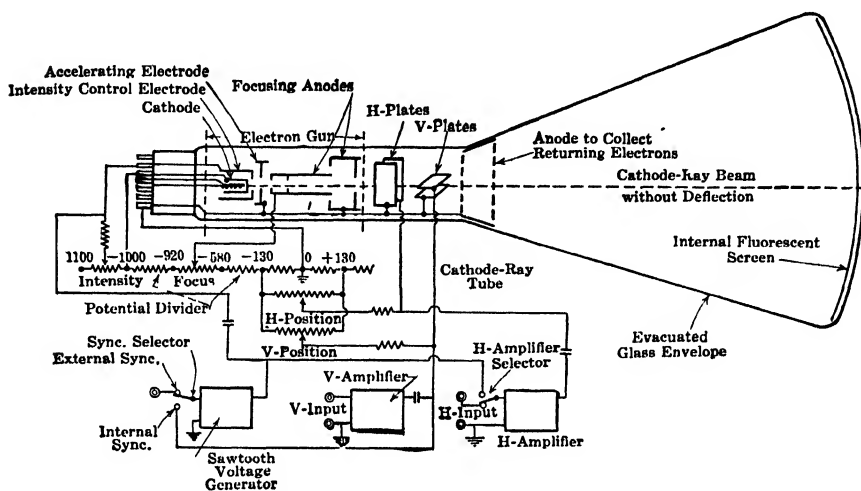 Accelerating Electrode
Intensity Control Electrode
Cathode
Focusing Anodes
Electron Gun
H-Plates
V-Plates
Anode to Collect
Returning Electrons
Cathode-Ray Beam
without Deflection
Internal Fluorescent
Screen
1100 -1000 -920 -580 -130 0 +130
Intensity
Focus
Potential Divider
Cathode-Ray
Tube
H-Position
V-Position
Evacuated
Glass Envelope
Sync. Selector
External Sync.
V-Amplifier
H-Amplifier
Selector
V-Input
H-Input
Internal
Sync.
H-Amplifier
Sawtooth
Voltage
Generator